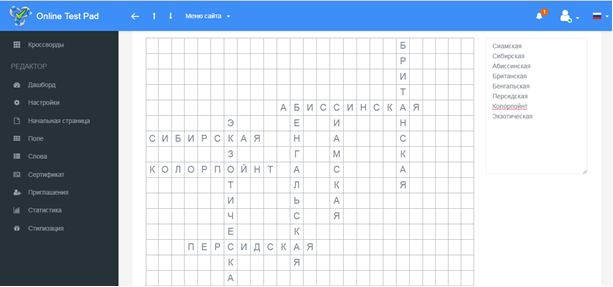 Online Test Pad
Меню сайта
1
Кроссворды
РЕДАКТОР
Дашборд
Настройки
Начальная страница
Поле
Слова
Сертификат
Приглашения
Статистика
Стилизация
Б
Р
И
Т
А Б И С С И Н С К А Я
Э Е И Н
С И Б И Р С К А Я Н А С
З Г М К
К О Л О Р П О Й Н Т А С А
Т Л К Я
И Ь А
Ч С Я
Е К
П Е Р С И Д С К А Я
К Я
А
Сиамская
Сибирская
Абиссинская
Британская
Бенгальская
Персидская
Колорпойнт
Экзотическая